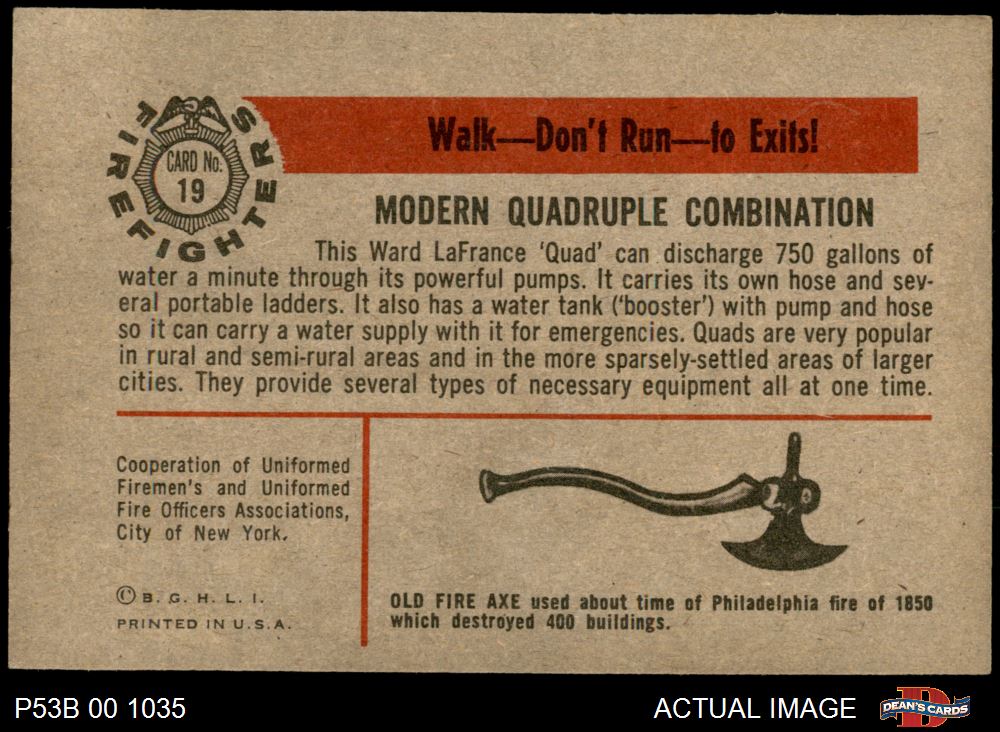 FIREFIGHTERS
CARD No.
19
Walk—Don't Run—to Exits!
MODERN QUADRUPLE COMBINATION
This Ward LaFrance 'Quad' can discharge 750 gallons of
water a minute through its powerful pumps. It carries its own hose and sev-
eral portable ladders. It also has a water tank ('booster') with pump and hose
so it can carry a water supply with it for emergencies. Quads are very popular
in rural and semi-rural areas and in the more sparsely-settled areas of larger
cities. They provide several types of necessary equipment all at one time.
Cooperation of Uniformed
Firemen's and Uniformed
Fire Officers Associations,
City of New York.
© B. G. H. L. I.
PRINTED IN U.S.A.
OLD FIRE AXE used about time of Philadelphia fire of 1850
which destroyed 400 buildings.
P53B 00 1035
ACTUAL IMAGE
D
DEAN'S CARDS